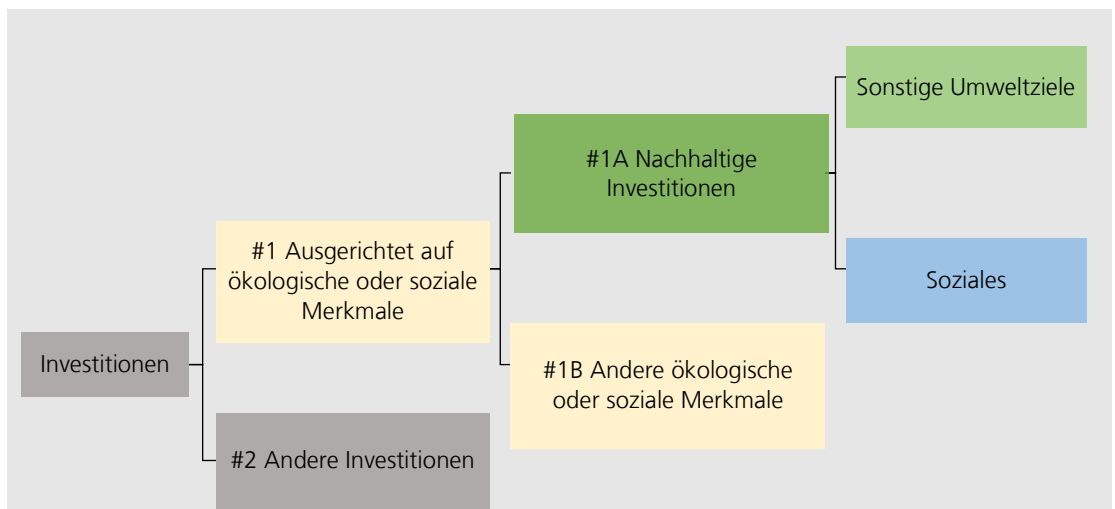 Sonstige Umweltziele
#1A Nachhaltige
Investitionen
#1 Ausgerichtet auf
ökologische oder soziale
Merkmale
Soziales
Investitionen
#1B Andere ökologische
oder soziale Merkmale
#2 Andere Investitionen